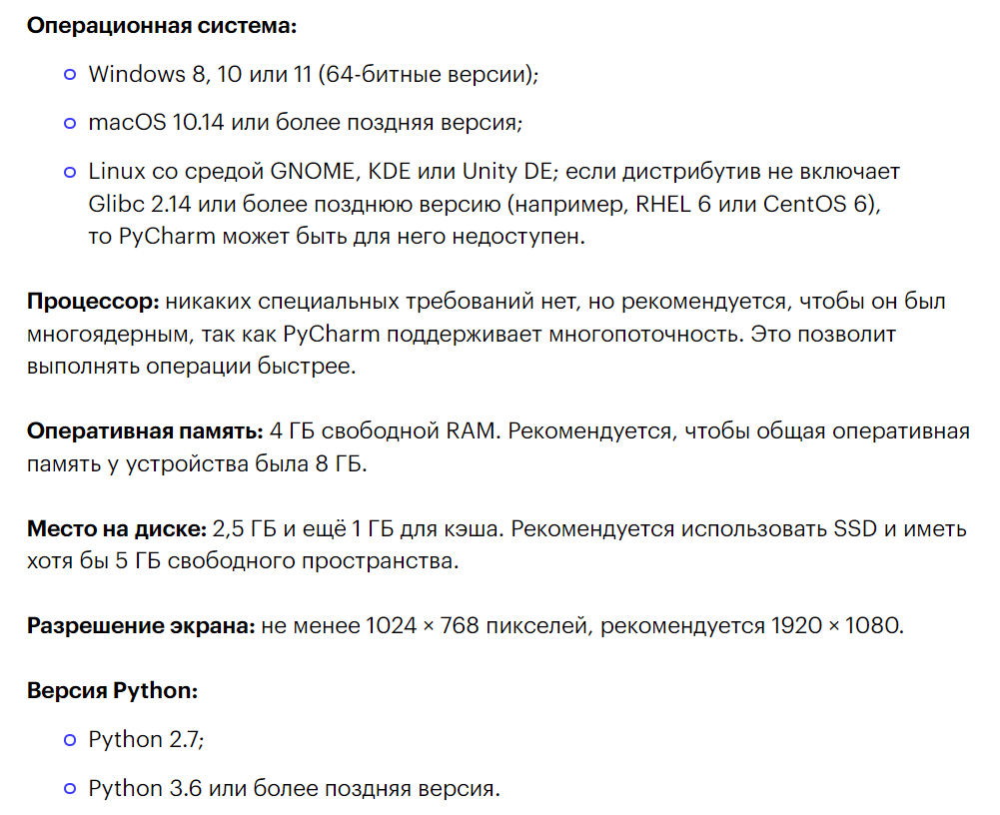 Операционная система:
Windows 8, 10 или 11 (64-битные версии);
macOS 10.14 или более поздняя версия;
Linux со средой GNOME, KDE или Unity DE; если дистрибутив не включает
Glibc 2.14 или более позднюю версию (например, RHEL 6 или CentOS 6),
то PyCharm может быть для него недоступен.
Процессор: никаких специальных требований нет, но рекомендуется, чтобы он был
многоядерным, так как PyCharm поддерживает многопоточность. Это позволит
выполнять операции быстрее.
Оперативная память: 4 ГБ свободной RAM. Рекомендуется, чтобы общая оперативная
память у устройства была 8 ГБ.
Место на диске: 2,5 ГБ и ещё 1 ГБ для кэша. Рекомендуется использовать SSD и иметь
хотя бы 5 ГБ свободного пространства.
Разрешение экрана: не менее 1024 × 768 пикселей, рекомендуется 1920 × 1080.
Версия Python:
Python 2.7;
Python 3.6 или более поздняя версия.